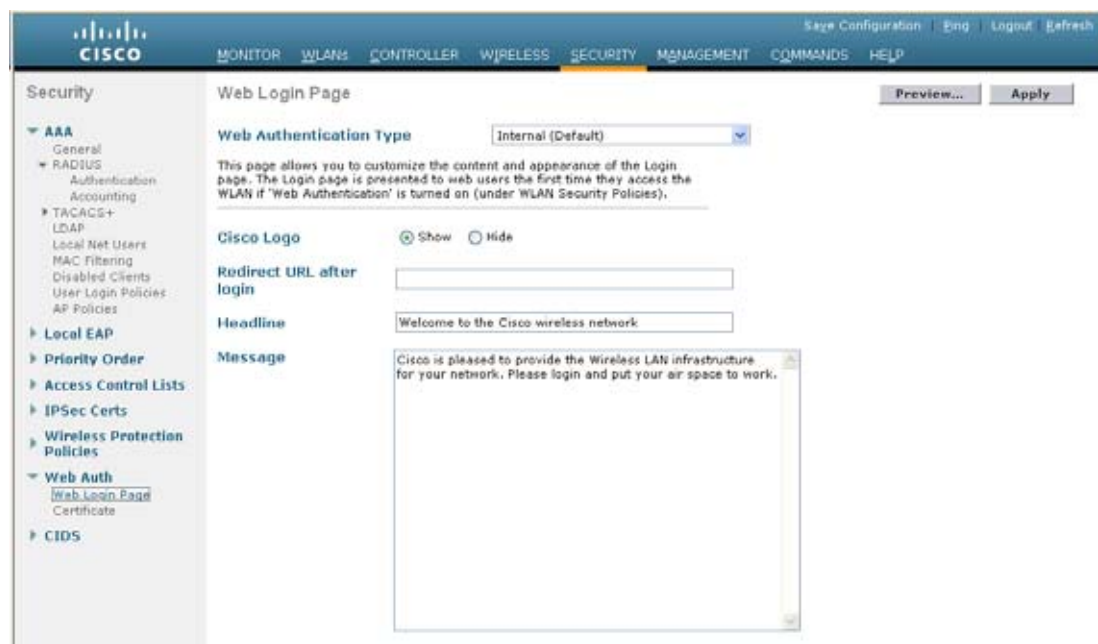 Save Configuration | Ping | Logout | Refresh
CISCO
MONITOR WLANs CONTROLLER WIRELESS SECURITY MANAGEMENT COMMANDS HELP
Security
AAA
General
RADIUS
Authentication
Accounting
TACACS+
LDAP
Local Net Users
MAC Filtering
Disabled Clients
User Login Policies
AP Policies
Local EAP
Priority Order
Access Control Lists
IPSec Certs
Wireless Protection
Policies
Web Auth
Web Login Page
Certificate
CIDS
Web Login Page
Preview...
Apply
Web Authentication Type
Internal (Default)
This page allows you to customize the content and appearance of the Login
page. The Login page is presented to web users the first time they access the
WLAN if 'Web Authentication' is turned on (under WLAN Security Policies).
Cisco Logo
Show
Hide
Redirect URL after
login
Headline
Welcome to the Cisco wireless network
Message
Cisco is pleased to provide the Wireless LAN infrastructure
for your network. Please login and put your air space to work.